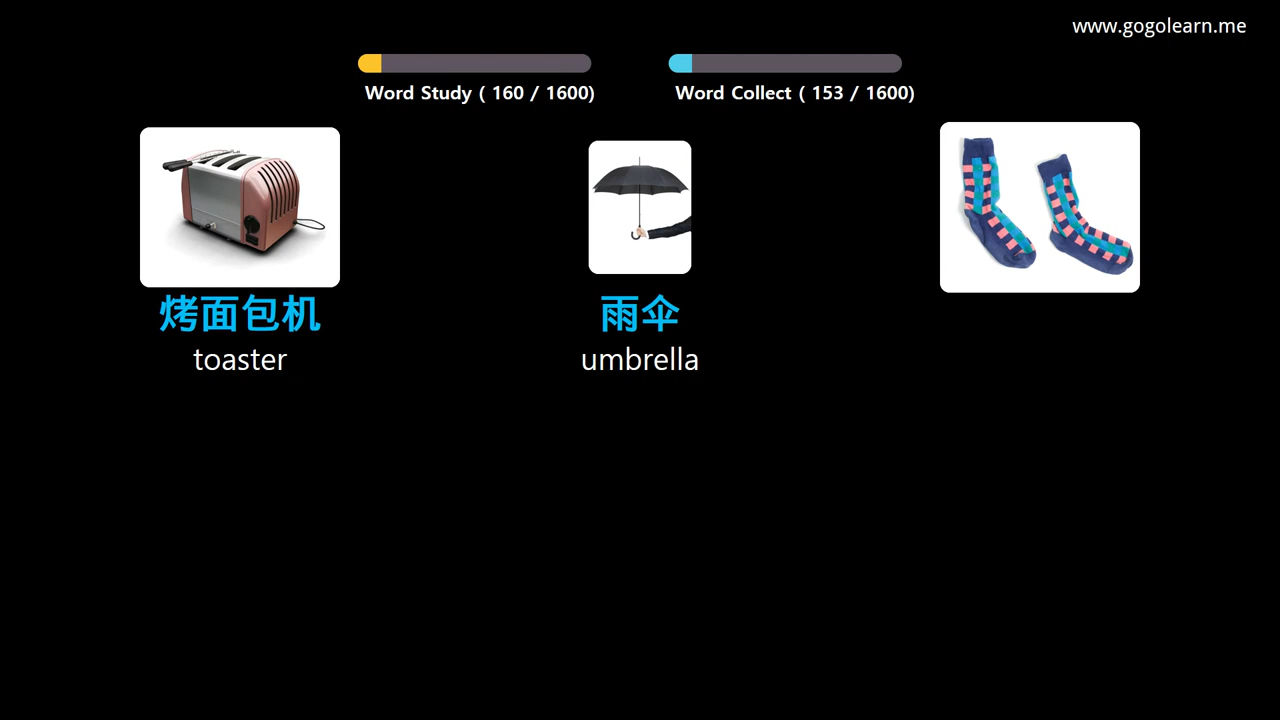 www.gogolearn.me
Word Study ( 160 / 1600)
Word Collect ( 153 / 1600)
烤面包机
toaster
雨伞
umbrella